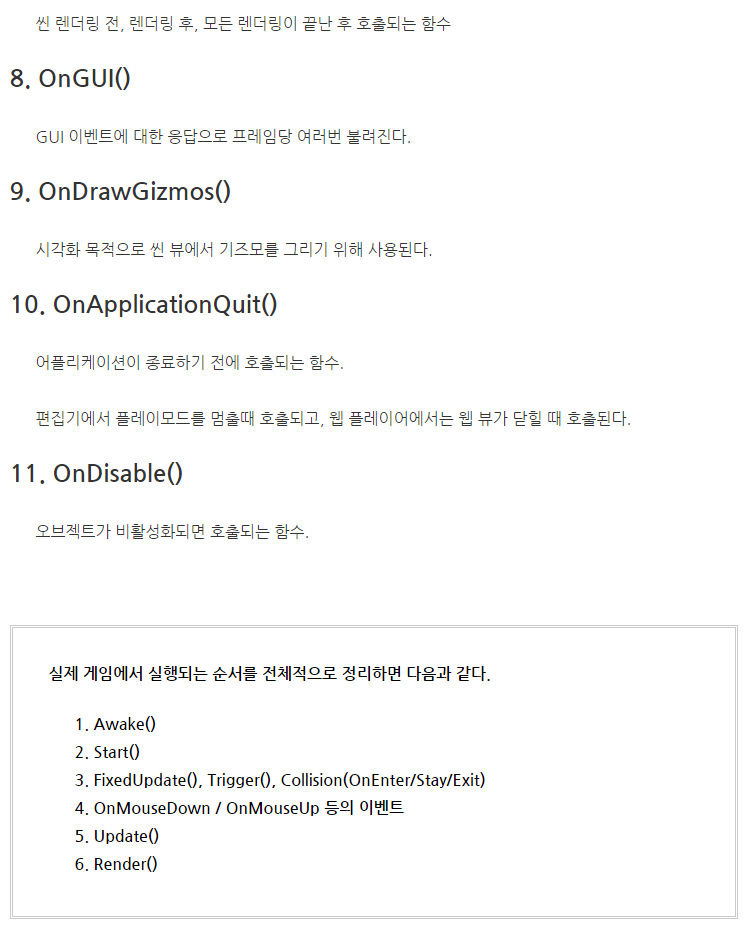 씬 렌더링 전, 렌더링 후, 모든 렌더링이 끝난 후 호출되는 함수
8. OnGUI()
GUI 이벤트에 대한 응답으로 프레임당 여러번 불려진다.
9. OnDrawGizmos()
시각화 목적으로 씬 뷰에서 기즈모를 그리기 위해 사용된다.
10. OnApplicationQuit()
어플리케이션이 종료하기 전에 호출되는 함수.
편집기에서 플레이모드를 멈출때 호출되고, 웹 플레이어에서는 웹 뷰가 닫힐 때 호출된다.
11. OnDisable()
오브젝트가 비활성화되면 호출되는 함수.
실제 게임에서 실행되는 순서를 전체적으로 정리하면 다음과 같다.
1. Awake()
2. Start()
3. FixedUpdate(), Trigger(), Collision(OnEnter/Stay/Exit)
4. OnMouseDown / OnMouseUp 등의 이벤트
5. Update()
6. Render()